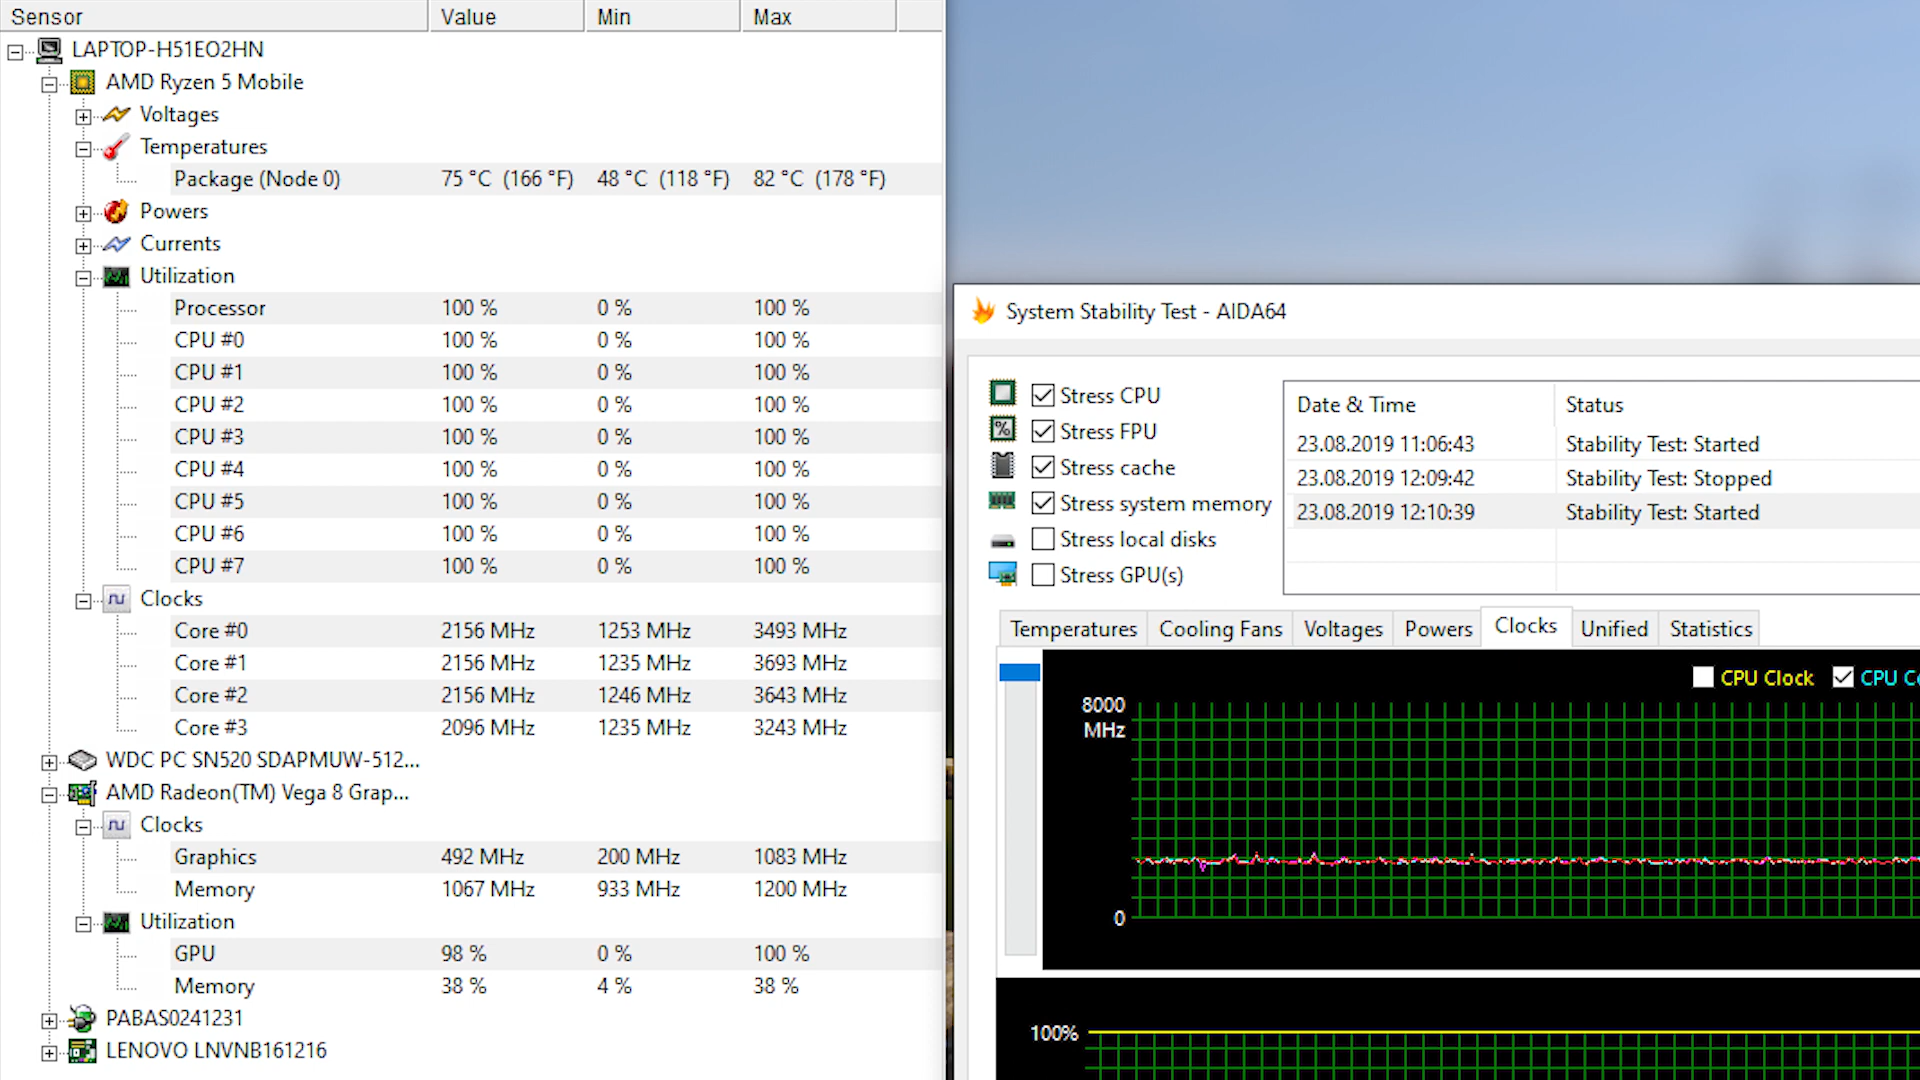 Sensor Value Min Max
LAPTOP-H51EO2HN
AMD Ryzen 5 Mobile
Voltages
Temperatures
Package (Node 0) 75 °C (166 °F) 48 °C (118 °F) 82 °C (178 °F)
Powers
Currents
Utilization
Processor 100 % 0 % 100 %
CPU #0 100 % 0 % 100 %
CPU #1 100 % 0 % 100 %
CPU #2 100 % 0 % 100 %
CPU #3 100 % 0 % 100 %
CPU #4 100 % 0 % 100 %
CPU #5 100 % 0 % 100 %
CPU #6 100 % 0 % 100 %
CPU #7 100 % 0 % 100 %
Clocks
Core #0 2156 MHz 1253 MHz 3493 MHz
Core #1 2156 MHz 1235 MHz 3693 MHz
Core #2 2156 MHz 1246 MHz 3643 MHz
Core #3 2096 MHz 1235 MHz 3243 MHz
WDC PC SN520 SDAPMUW-512...
AMD Radeon(TM) Vega 8 Grap...
Clocks
Graphics 492 MHz 200 MHz 1083 MHz
Memory 1067 MHz 933 MHz 1200 MHz
Utilization
GPU 98 % 0 % 100 %
Memory 38 % 4 % 38 %
PABAS0241231
LENOVO LNVNB161216
System Stability Test - AIDA64
Stress CPU
Stress FPU
Stress cache
Stress system memory
Stress local disks
Stress GPU(s)
Date & Time Status
23.08.2019 11:06:43 Stability Test: Started
23.08.2019 12:09:42 Stability Test: Stopped
23.08.2019 12:10:39 Stability Test: Started
Temperatures Cooling Fans Voltages Powers Clocks Unified Statistics
CPU Clock CPU Co
8000
MHz
0
100%